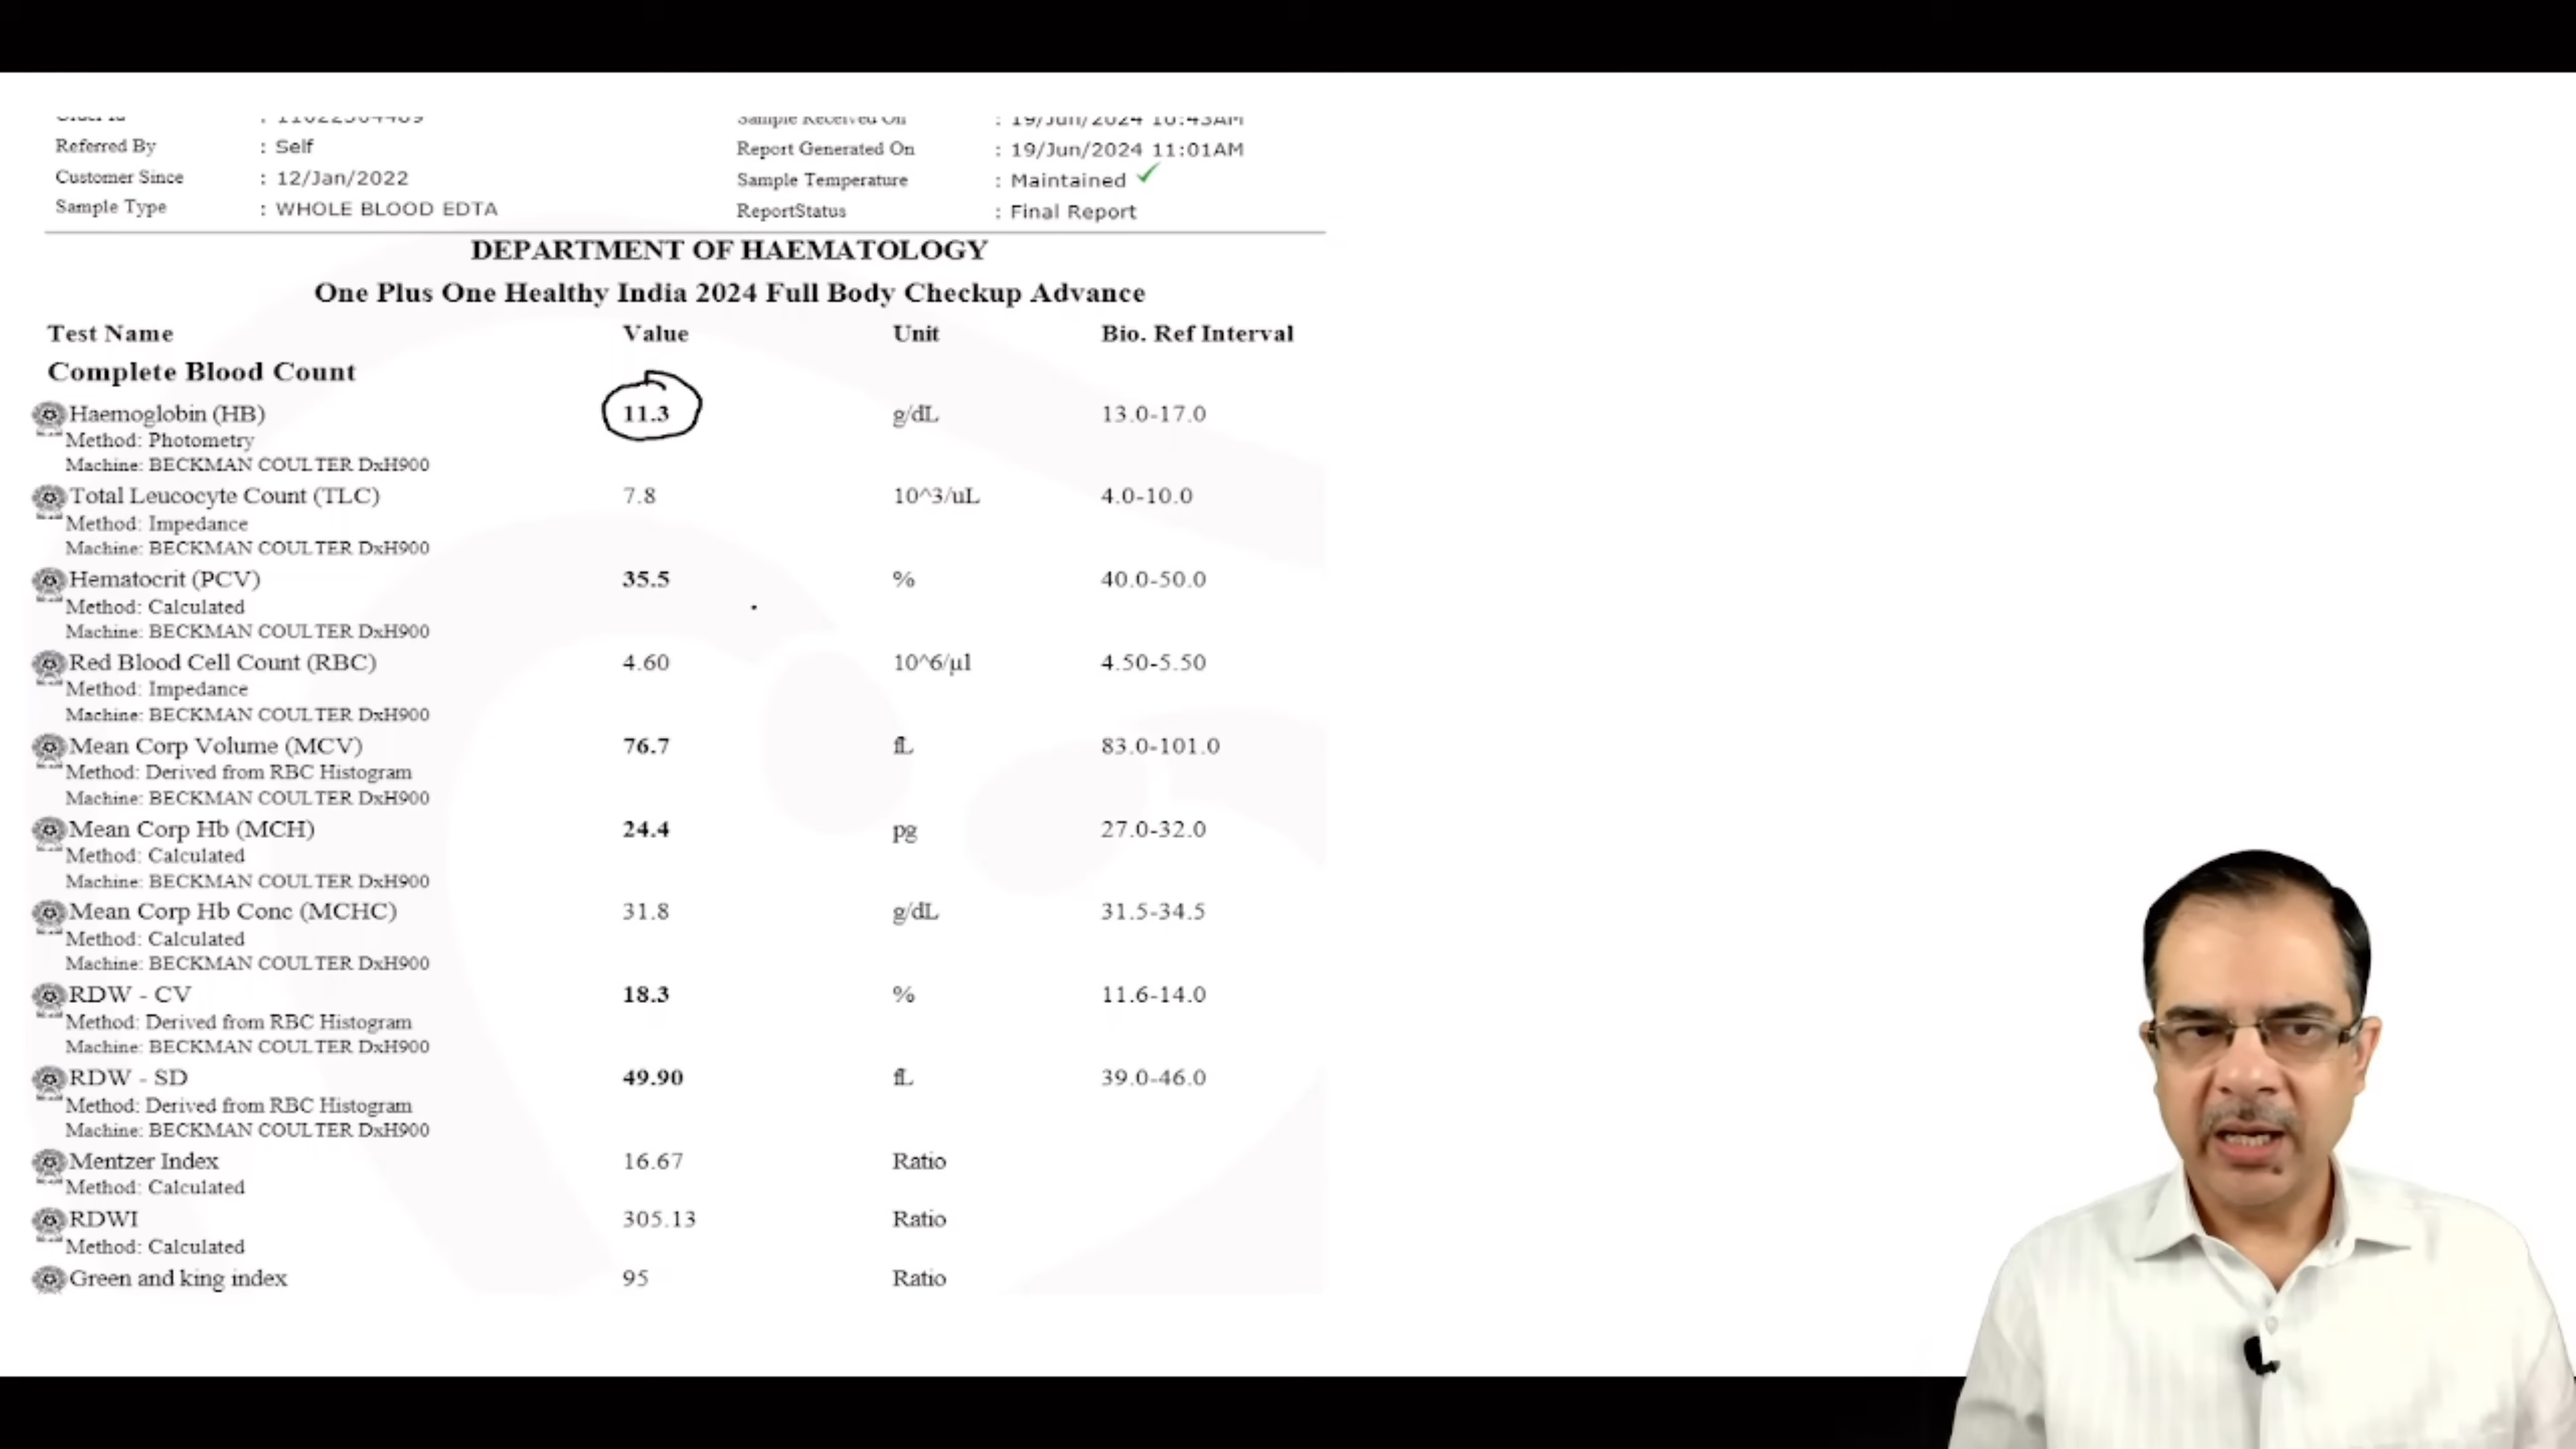 Referred By : Self
Customer Since : 12/Jan/2022
Sample Type : WHOLE BLOOD EDTA
Sample Received On : 19/Jun/2024 10:43AM
Report Generated On : 19/Jun/2024 11:01AM
Sample Temperature : Maintained ✓
ReportStatus : Final Report
DEPARTMENT OF HAEMATOLOGY
One Plus One Healthy India 2024 Full Body Checkup Advance
Test Name Value Unit Bio. Ref Interval
Complete Blood Count
Haemoglobin (HB) 11.3 g/dL 13.0-17.0
Method: Photometry
Machine: BECKMAN COULTER DxH900
Total Leucocyte Count (TLC) 7.8 10^3/uL 4.0-10.0
Method: Impedance
Machine: BECKMAN COULTER DxH900
Hematocrit (PCV) 35.5 % 40.0-50.0
Method: Calculated
Machine: BECKMAN COULTER DxH900
Red Blood Cell Count (RBC) 4.60 10^6/µl 4.50-5.50
Method: Impedance
Machine: BECKMAN COULTER DxH900
Mean Corp Volume (MCV) 76.7 fL 83.0-101.0
Method: Derived from RBC Histogram
Machine: BECKMAN COULTER DxH900
Mean Corp Hb (MCH) 24.4 pg 27.0-32.0
Method: Calculated
Machine: BECKMAN COULTER DxH900
Mean Corp Hb Conc (MCHC) 31.8 g/dL 31.5-34.5
Method: Calculated
Machine: BECKMAN COULTER DxH900
RDW - CV 18.3 % 11.6-14.0
Method: Derived from RBC Histogram
Machine: BECKMAN COULTER DxH900
RDW - SD 49.90 fL 39.0-46.0
Method: Derived from RBC Histogram
Machine: BECKMAN COULTER DxH900
Mentzer Index 16.67 Ratio
Method: Calculated
RDWI 305.13 Ratio
Method: Calculated
Green and king index 95 Ratio